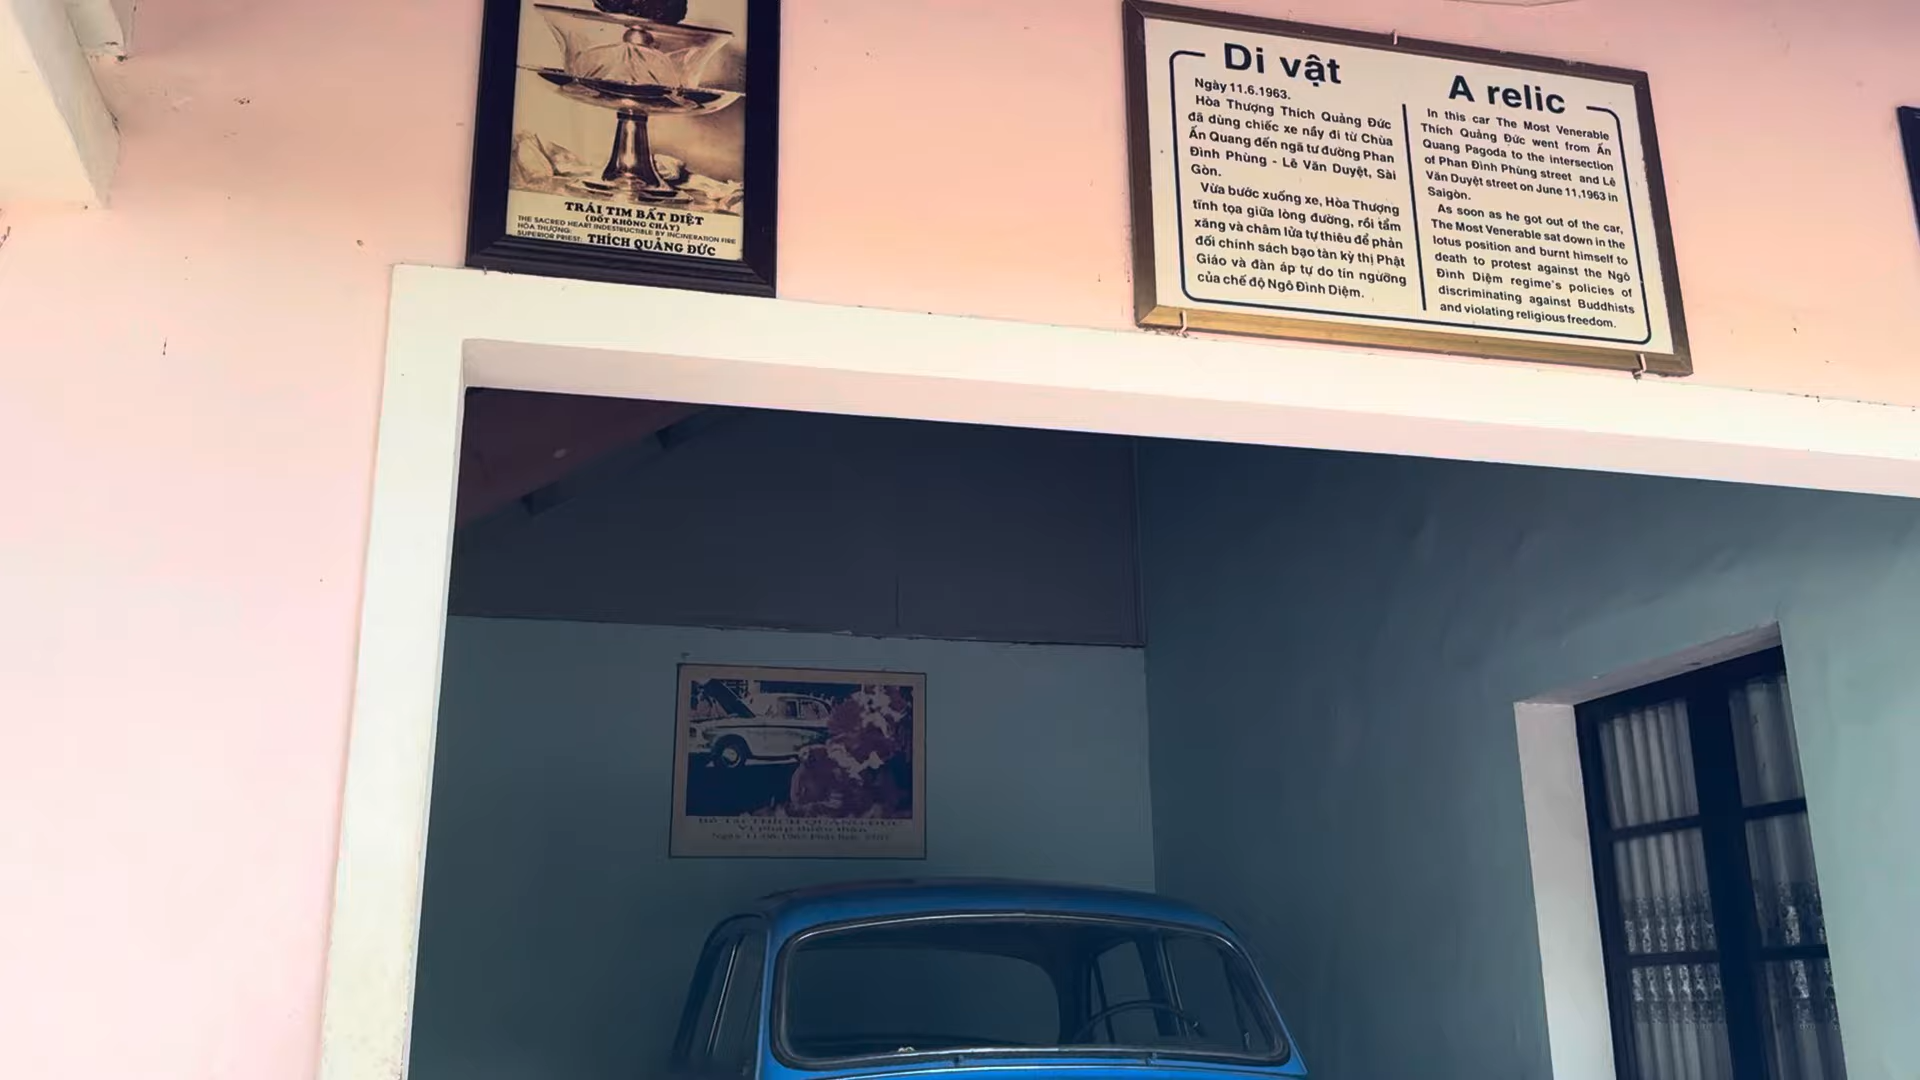 TRÁI TIM BẤT DIỆT
(ĐỐT KHÔNG CHÁY)
THE SACRED HEART INDESTRUCTIBLE BY INCINERATION FIRE
HÒA THƯỢNG:
SUPERIOR PRIEST: THÍCH QUẢNG ĐỨC
Di vật
Ngày 11.6.1963.
Hòa Thượng Thích Quảng Đức
đã dùng chiếc xe nầy đi từ Chùa
Ấn Quang đến ngã tư đường Phan
Đình Phùng - Lê Văn Duyệt, Sài
Gòn.
Vừa bước xuống xe, Hòa Thượng
tĩnh tọa giữa lòng đường, rồi tẩm
xăng và châm lửa tự thiêu để phản
đối chính sách bạo tàn kỳ thị Phật
Giáo và đàn áp tự do tín ngưỡng
của chế độ Ngô Đình Diệm.
A relic
In this car The Most Venerable
Thích Quảng Đức went from Ấn
Quang Pagoda to the intersection
of Phan Đình Phùng street and Lê
Văn Duyệt street on June 11,1963 in
Saigòn.
As soon as he got out of the car,
The Most Venerable sat down in the
lotus position and burnt himself to
death to protest against the Ngô
Đình Diệm regime's policies of
discriminating against Buddhists
and violating religious freedom.